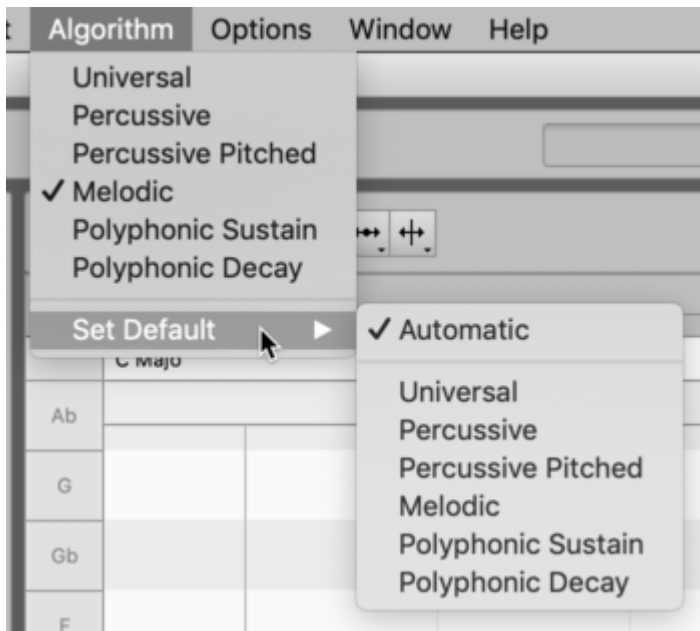 Algorithm Options Window Help
Universal
Percussive
Percussive Pitched
Melodic
Polyphonic Sustain
Polyphonic Decay
Set Default
Automatic
Universal
Percussive
Percussive Pitched
Melodic
Polyphonic Sustain
Polyphonic Decay
C Majo
Ab
G
Gb